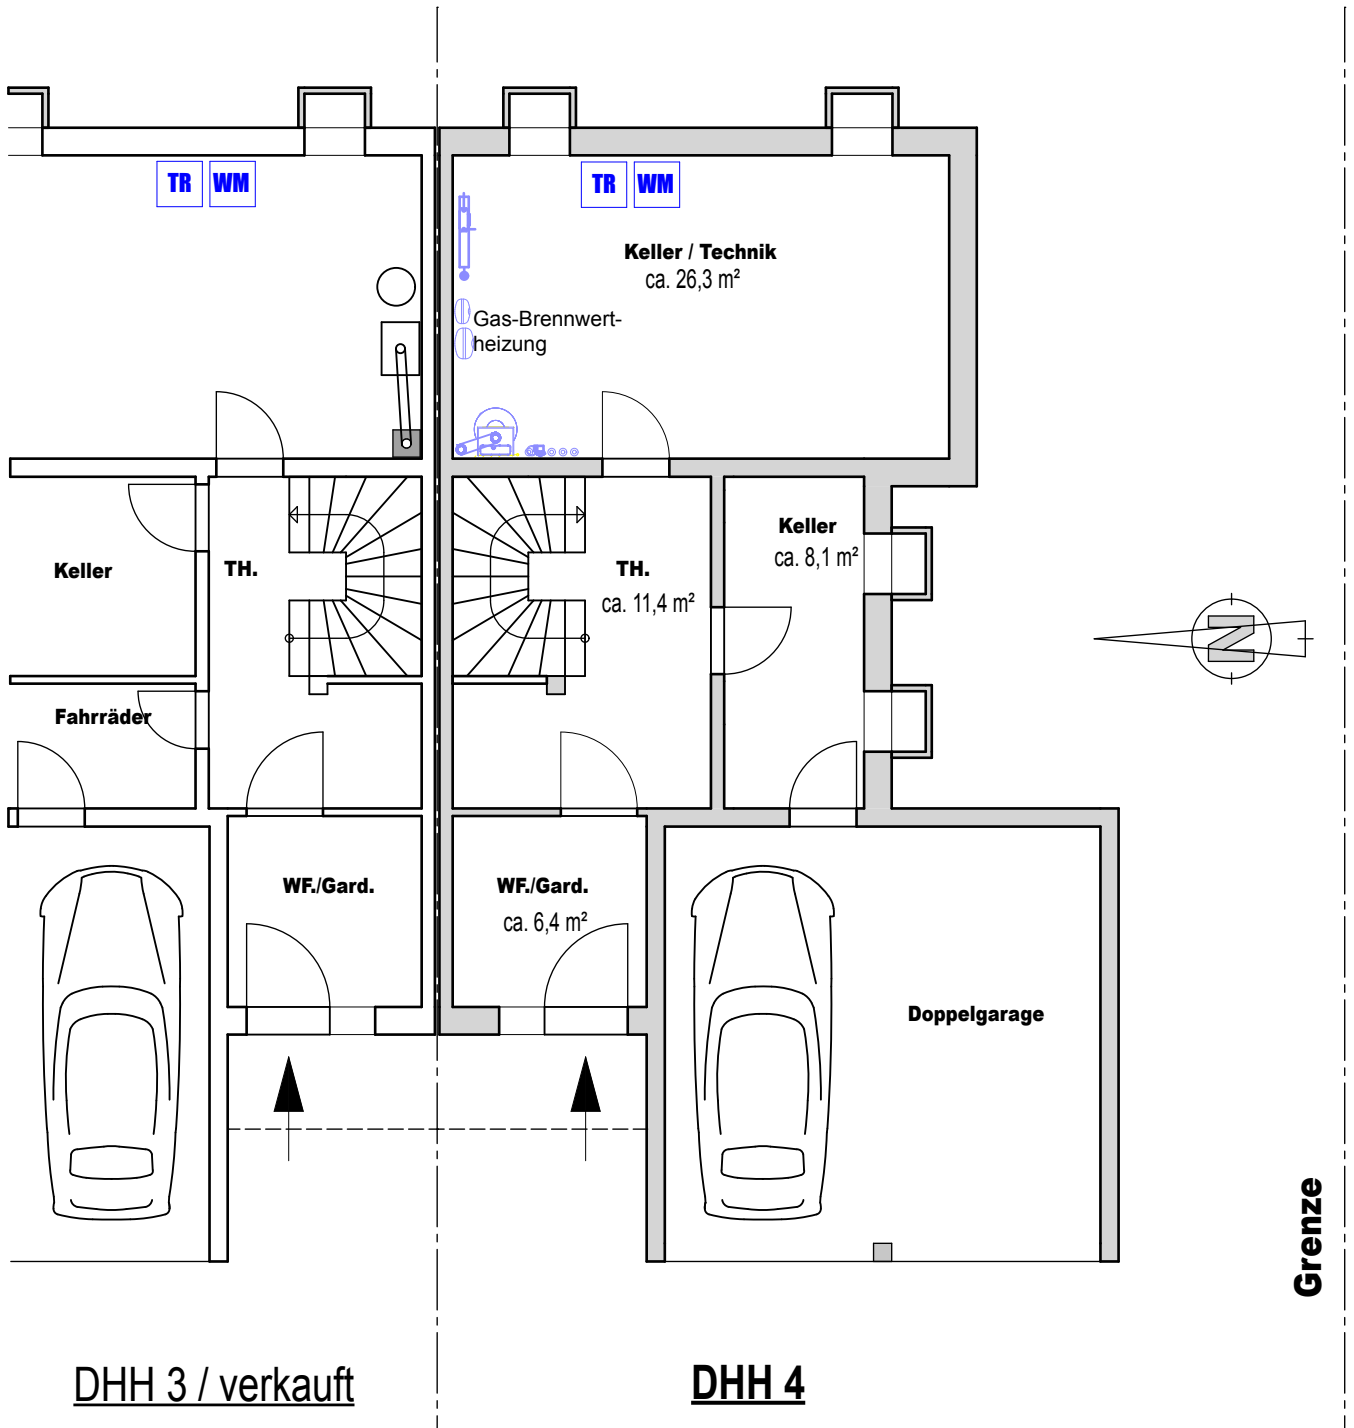 TR WM
TR WM
Keller / Technik
ca. 26,3 m²
Gas-Brennwert-
heizung
Keller
ca. 8,1 m²
Keller
TH.
TH.
ca. 11,4 m²
N
Fahrräder
WF./Gard.
WF./Gard.
ca. 6,4 m²
Doppelgarage
Grenze
DHH 3 / verkauft
DHH 4